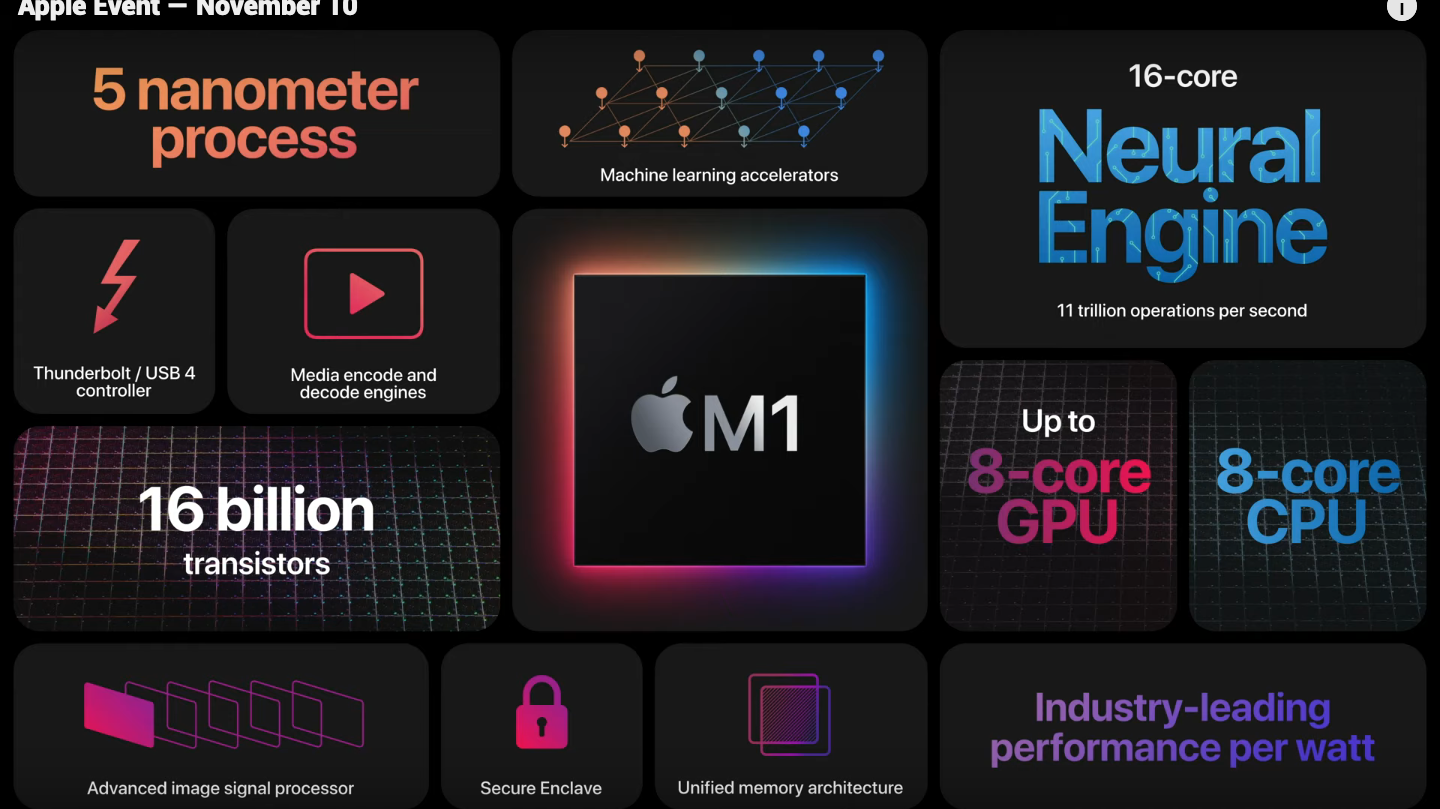 Apple Event — November 10
i
5 nanometer
process
Machine learning accelerators
16-core
Neural
Engine
11 trillion operations per second
Thunderbolt / USB 4
controller
Media encode and
decode engines
M1
Up to
8-core
GPU
8-core
CPU
16 billion
transistors
Advanced image signal processor
Secure Enclave
Unified memory architecture
Industry-leading
performance per watt